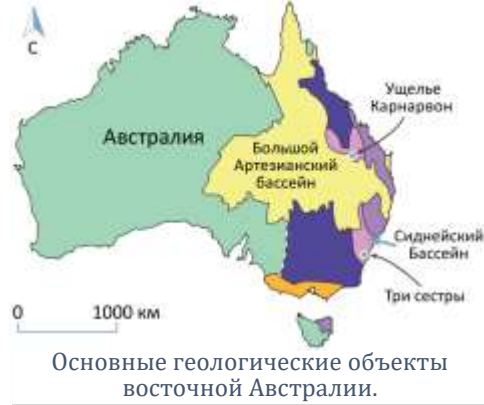 С
Ущелье
Карнарвон
Австралия
Большой
Артезианский
бассейн
Сиднейский
Бассейн
Три сестры
0 1000 км
Основные геологические объекты
восточной Австралии.